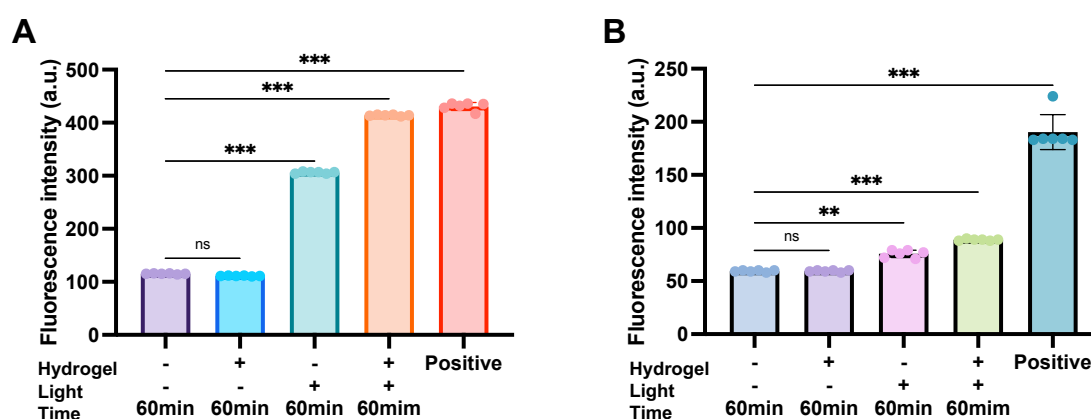 A
Fluorescence intensity (a.u.)
500
400
300
200
100
0
***
***
***
ns
Hydrogel - + - + Positive
Light - - + +
Time 60min 60min 60min 60mim
B
Fluorescence intensity (a.u.)
250
200
150
100
50
0
***
***
**
ns
Hydrogel - + - + Positive
Light - - + +
Time 60min 60min 60min 60min